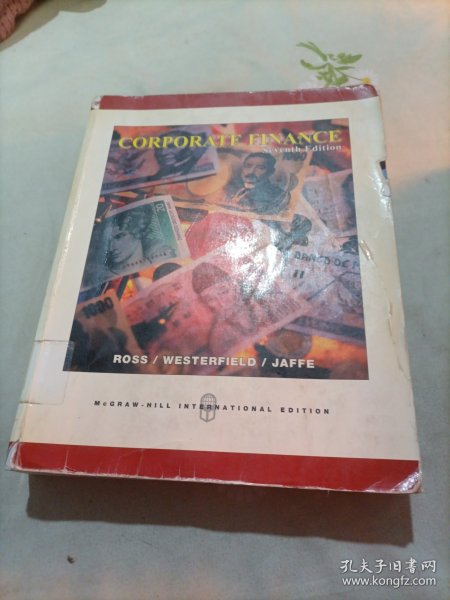 CORPORATE FINANCE
Seventh Edition
1000
ROSS / WESTERFIELD / JAFFE
McGRAW-HILL INTERNATIONAL EDITION
孔夫子旧书网
www.kongfz.com